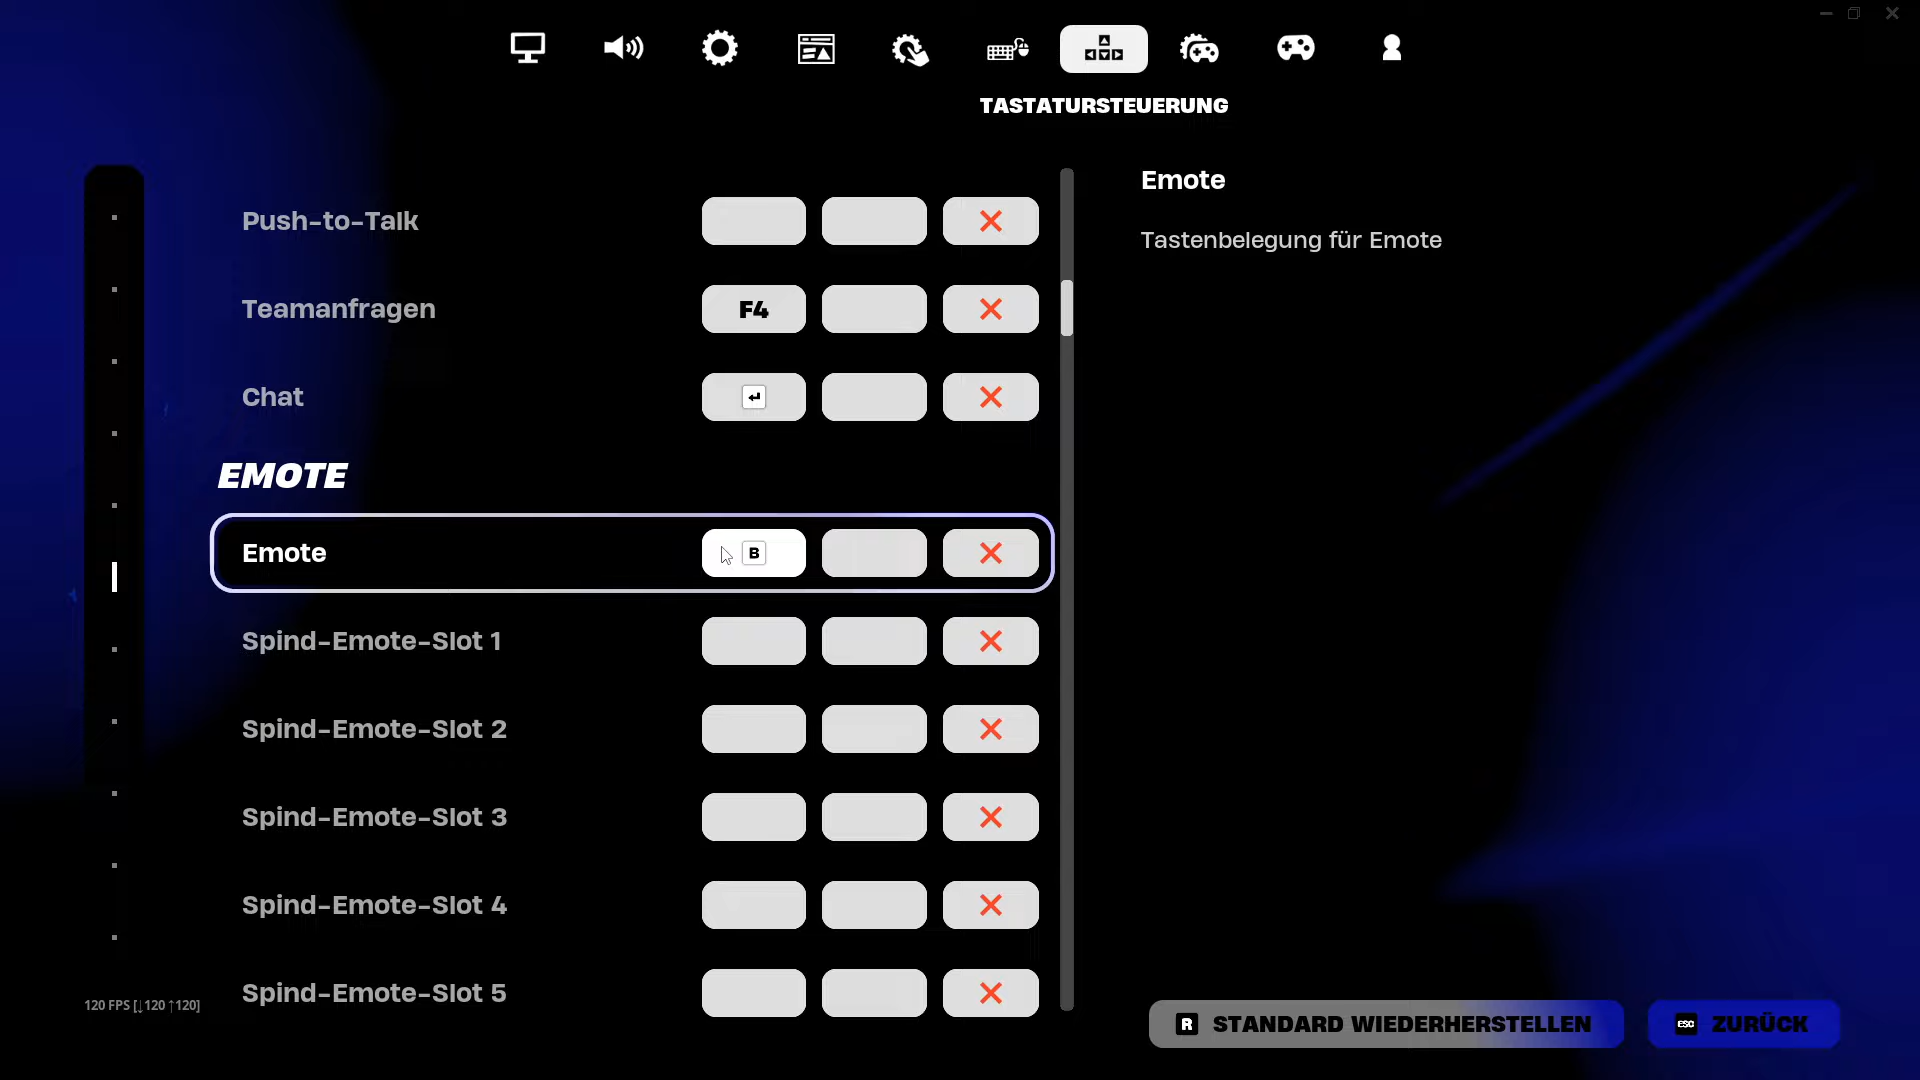 TASTATURSTEUERUNG
Push-to-Talk
Teamanfragen F4
Chat
EMOTE
Emote B
Spind-Emote-Slot 1
Spind-Emote-Slot 2
Spind-Emote-Slot 3
Spind-Emote-Slot 4
Spind-Emote-Slot 5
Emote
Tastenbelegung für Emote
120 FPS [↓120 ↑120]
R STANDARD WIEDERHERSTELLEN
ESC ZURÜCK